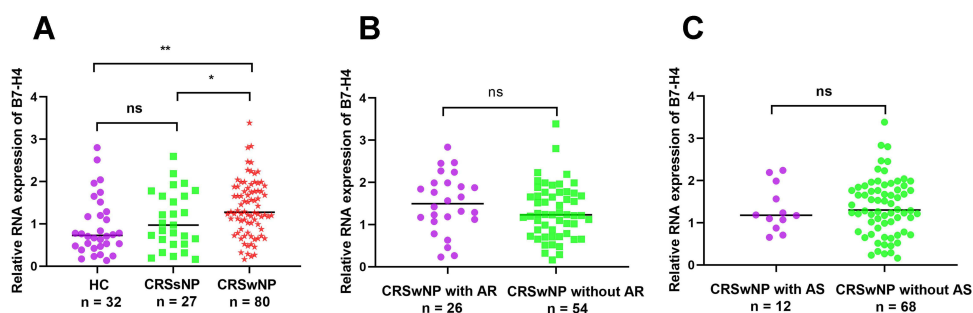 A
Relative RNA expression of B7-H4
4
3
2
1
0
**
*
ns
HC
n = 32
CRSsNP
n = 27
CRSwNP
n = 80
B
Relative RNA expression of B7-H4
4
3
2
1
0
ns
CRSwNP with AR
n = 26
CRSwNP without AR
n = 54
C
Relative RNA expression of B7-H4
4
3
2
1
0
ns
CRSwNP with AS
n = 12
CRSwNP without AS
n = 68